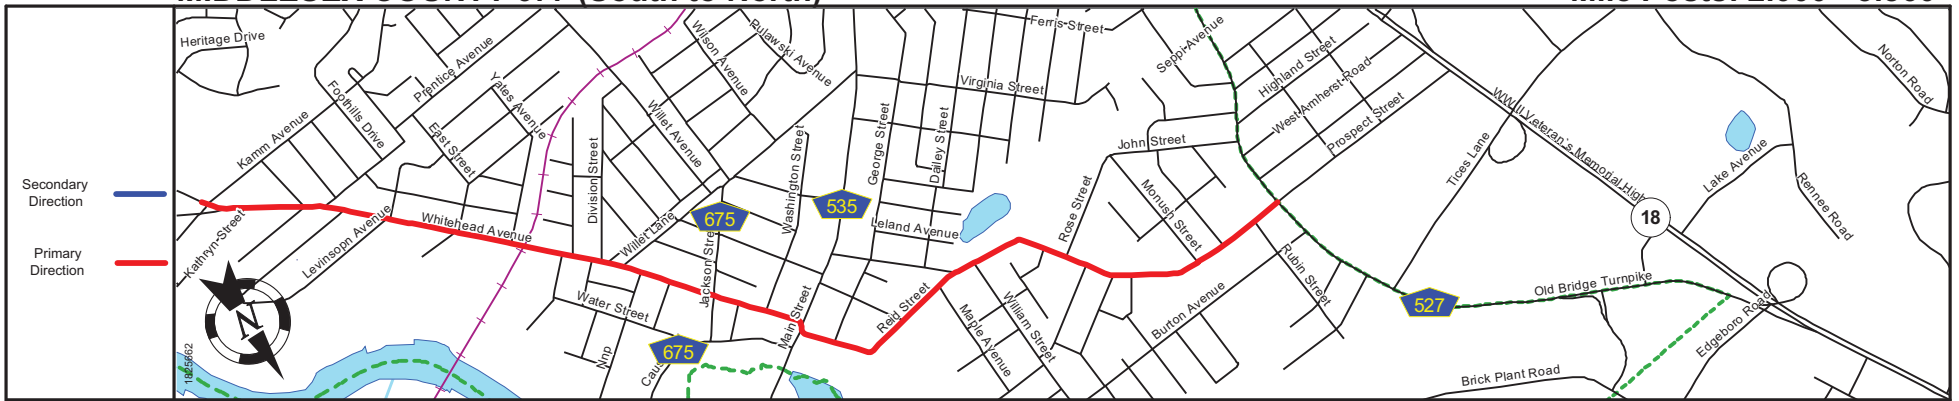 Heritage Drive
Prentice Avenue
Wilson Avenue
Pulawski Avenue
Ferris Street
Seppi Avenue
Highland Street
Norton Road
Foothills Drive
Yates Avenue
Willet Avenue
Virginia Street
West Amherst Road
Prospect Street
WWII Veteran's Memorial High
Kamm Avenue
East Street
Division Street
Washington Street
George Street
Dailey Street
John Street
Tices Lane
Lake Avenue
Rennee Road
Secondary
Direction
Primary
Direction
Kathryn Street
Levinsopn Avenue
Whitehead Avenue
Willet Lane
675
535
Leland Avenue
Rose Street
Monush Street
18
Jackson Stree
Water Street
Main Street
Reid Street
Maple Avenue
William Street
Burton Avenue
Rubin Street
527
Old Bridge Turnpike
Edgeboro Road
N
1825662
675
Caus
Brick Plant Road